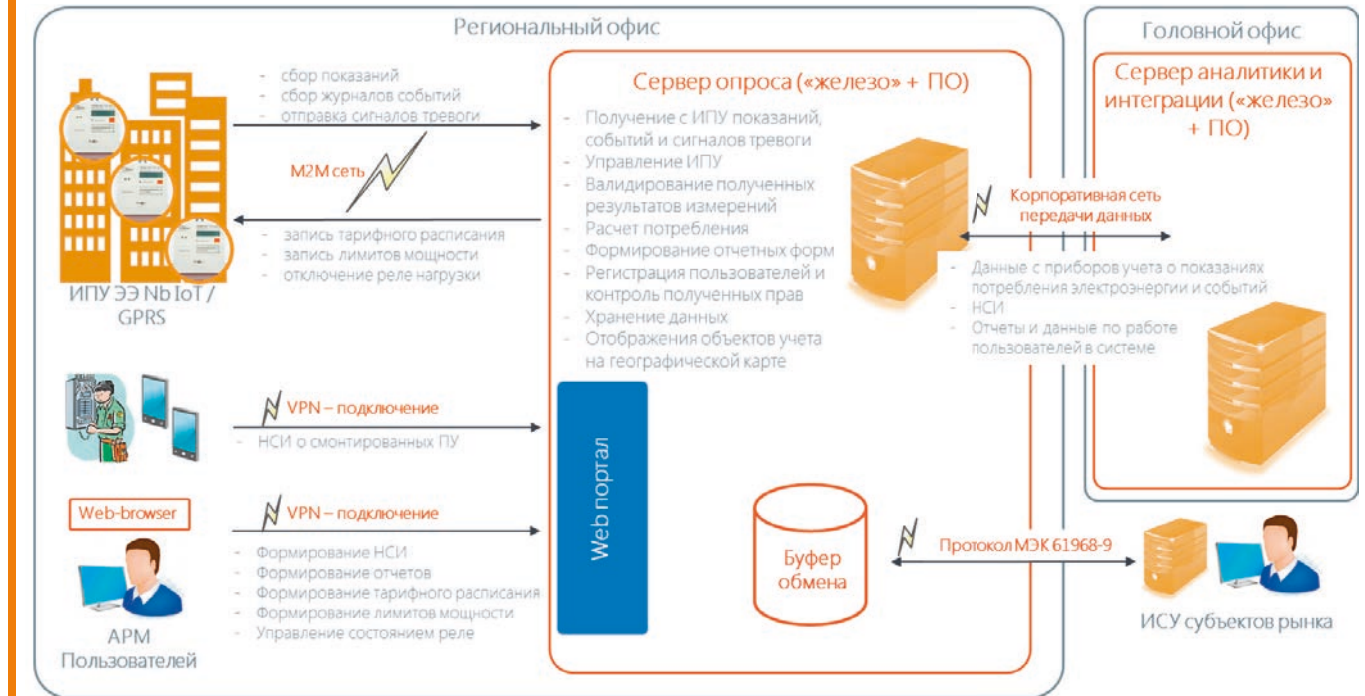 Региональный офис
- сбор показаний
- сбор журналов событий
- отправка сигналов тревоги
M2M сеть
- запись тарифного расписания
- запись лимитов мощности
- отключение реле нагрузки
ИПУ ЭЭ Nb IoT /
GPRS
VPN – подключение
- НСИ о смонтированных ПУ
Web-browser
VPN – подключение
- Формирование НСИ
- Формирование отчетов
- Формирование тарифного расписания
- Формирование лимитов мощности
- Управление состоянием реле
АРМ
Пользователей
Сервер опроса («железо» + ПО)
- Получение с ИПУ показаний,
событий и сигналов тревоги
- Управление ИПУ
- Валидирование полученных
результатов измерений
- Расчет потребления
- Формирование отчетных форм
- Регистрация пользователей и
контроль полученных прав
- Хранение данных
- Отображения объектов учета
на географической карте
Web портал
Буфер
обмена
Головной офис
Сервер аналитики и
интеграции («железо»
+ ПО)
Корпоративная сеть
передачи данных
- Данные с приборов учета о показаниях
потребления электроэнергии и событий
- НСИ
- Отчеты и данные по работе
пользователей в системе
Протокол МЭК 61968-9
ИСУ субъектов рынка